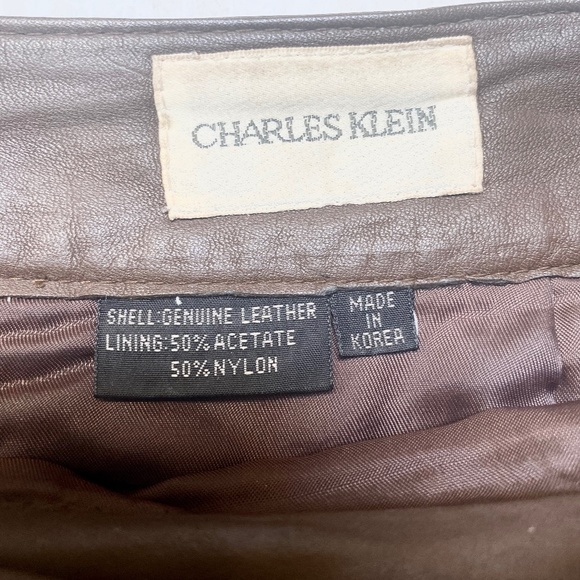 CHARLES KLEIN
SHELL:GENUINE LEATHER
LINING:50% ACETATE
50%NYLON
MADE
IN
KOREA